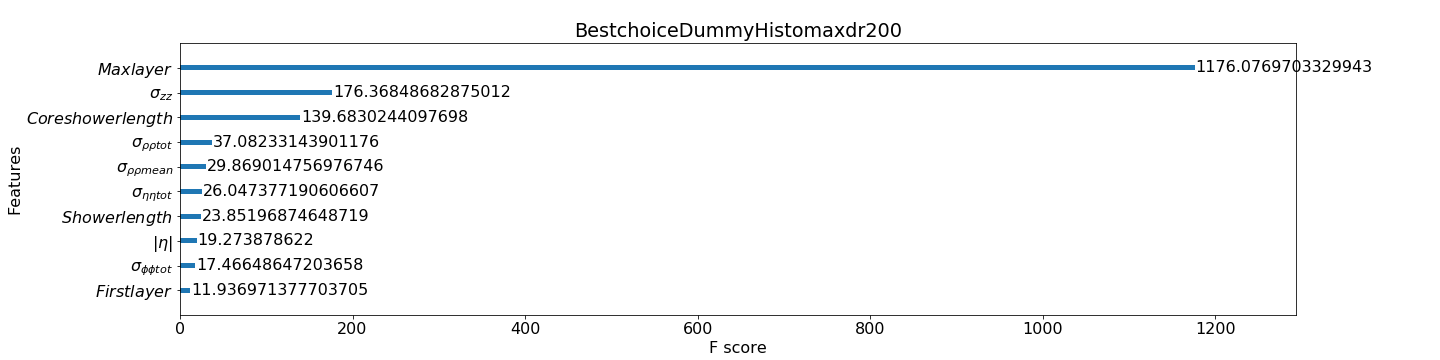 BestchoiceDummyHistomaxdr200
Features
Maxlayer 1176.0769703329943
σzz 176.36848682875012
Coreshowerlength 139.6830244097698
σρρtot 37.08233143901176
σρρmean 29.869014756976746
σηηtot 26.047377190606607
Showerlength 23.85196874648719
|η| 19.273878622
σϕϕtot 17.46648647203658
Firstlayer 11.936971377703705
0 200 400 600 800 1000 1200
F score